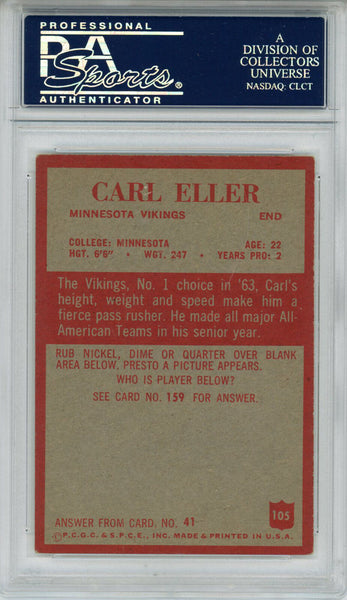 PROFESSIONAL
PSA
Sports®
AUTHENTICATOR
A
DIVISION OF
COLLECTORS
UNIVERSE
NASDAQ: CLCT
CARL ELLER
MINNESOTA VIKINGS END
COLLEGE: MINNESOTA AGE: 22
HGT. 6'6" • WGT. 247 • YEARS PRO: 2
The Vikings, No. 1 choice in '63, Carl's
height, weight and speed make him a
fierce pass rusher. He made all major All-
American Teams in his senior year.
RUB NICKEL, DIME OR QUARTER OVER BLANK
AREA BELOW. PRESTO A PICTURE APPEARS.
WHO IS PLAYER BELOW?
SEE CARD NO. 159 FOR ANSWER.
ANSWER FROM CARD, NO. 41
105
©P.C.G.C. & S.P.C.E., INC. MADE & PRINTED IN U.S.A.